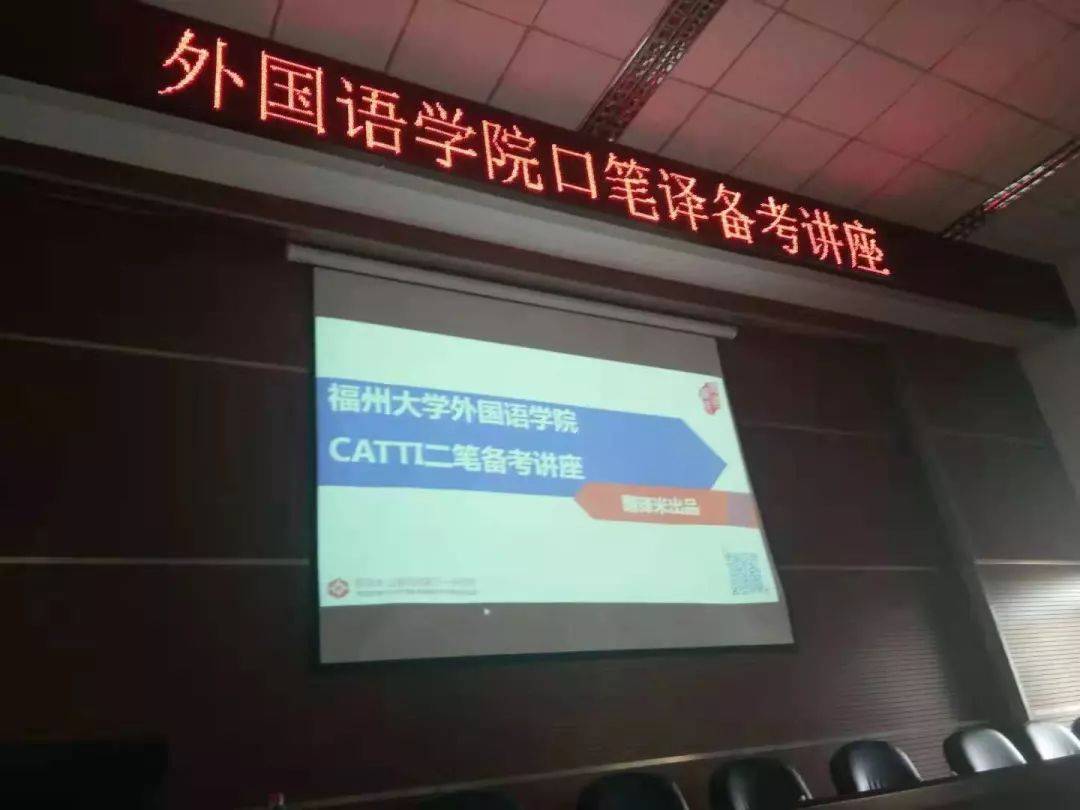 外国语学院口笔译备考讲座
福州大学外国语学院
CATTI二笔备考讲座
翻译米出品